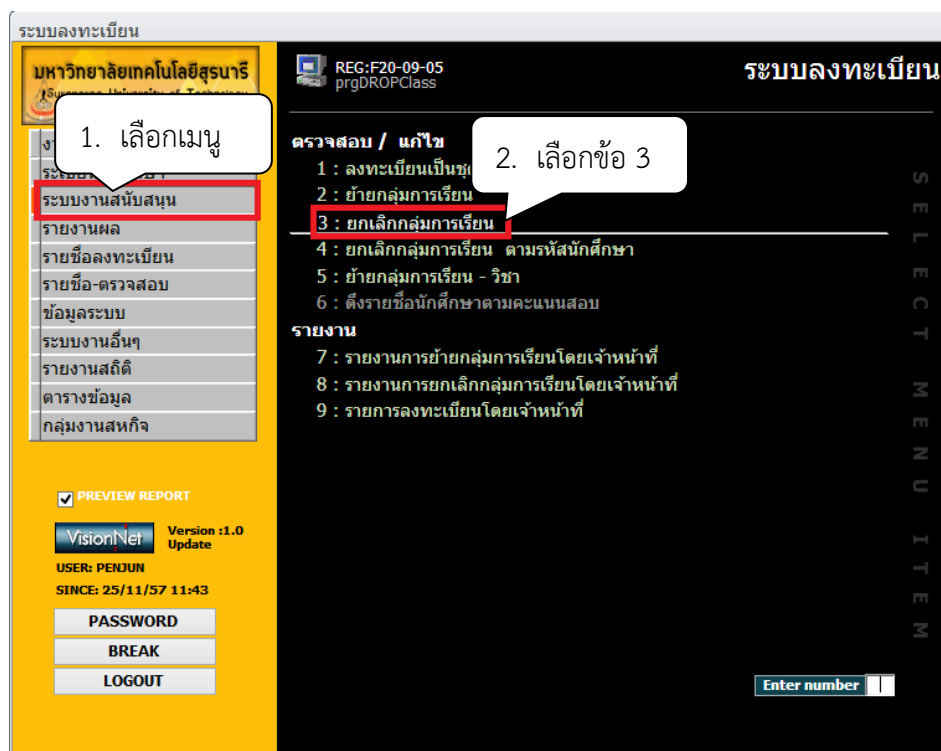 ระบบลงทะเบียน
มหาวิทยาลัยเทคโนโลยีสุรนารี
REG:F20-09-05
prgDROPClass
ระบบลงทะเบียน
1. เลือกเมนู
ระบบงานสนับสนุน
รายงานผล
รายชื่อลงทะเบียน
รายชื่อ-ตรวจสอบ
ข้อมูลระบบ
ระบบงานอื่นๆ
รายงานสถิติ
ตารางข้อมูล
กลุ่มงานสหกิจ
PREVIEW REPORT
VisionNet
Version :1.0
Update
USER: PENJUN
SINCE: 25/11/57 11:43
PASSWORD
BREAK
LOGOUT
ตรวจสอบ / แก้ไข
1 : ลงทะเบียนเป็นชุด
2. เลือกข้อ 3
2 : ย้ายกลุ่มการเรียน
3 : ยกเลิกกลุ่มการเรียน
4 : ยกเลิกกลุ่มการเรียน ตามรหัสนักศึกษา
5 : ย้ายกลุ่มการเรียน - วิชา
6 : ดึงรายชื่อนักศึกษาตามคะแนนสอบ
รายงาน
7 : รายงานการย้ายกลุ่มการเรียนโดยเจ้าหน้าที่
8 : รายงานการยกเลิกกลุ่มการเรียนโดยเจ้าหน้าที่
9 : รายการลงทะเบียนโดยเจ้าหน้าที่
SELECT MENU ITEM
Enter number